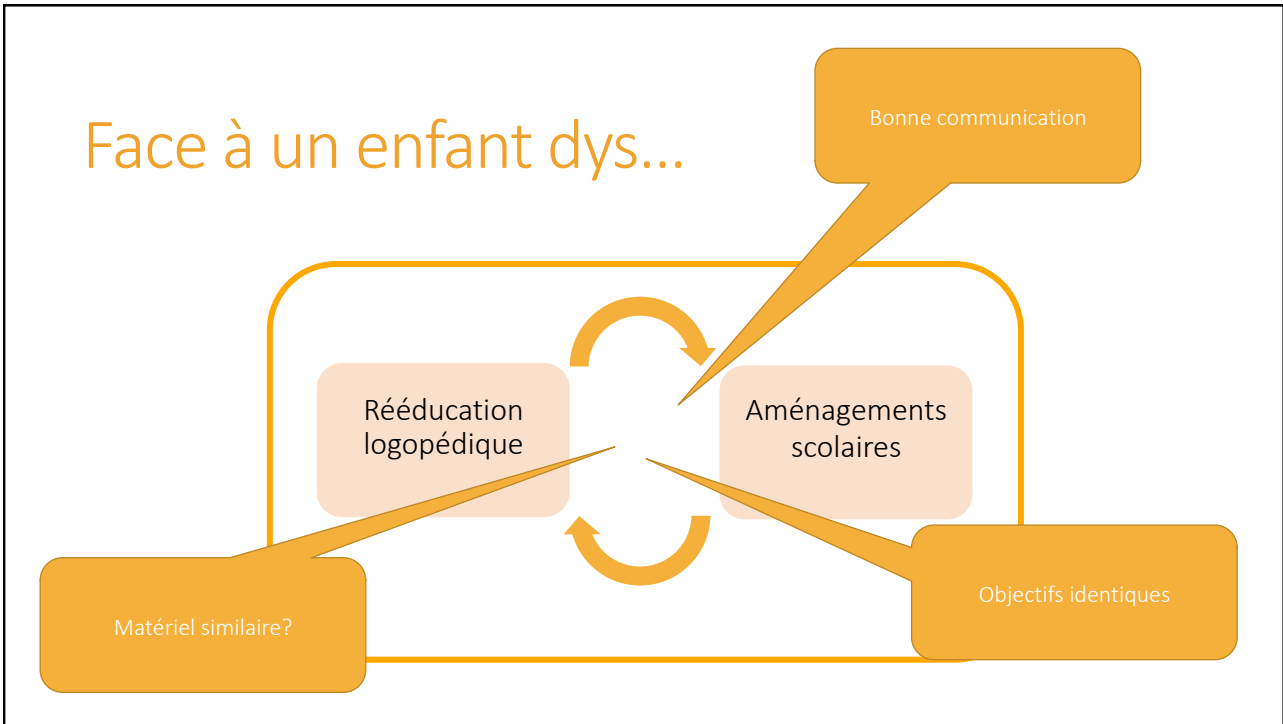 Face à un enfant dys...
Bonne communication
Rééducation
logopédique
Aménagements
scolaires
Matériel similaire?
Objectifs identiques